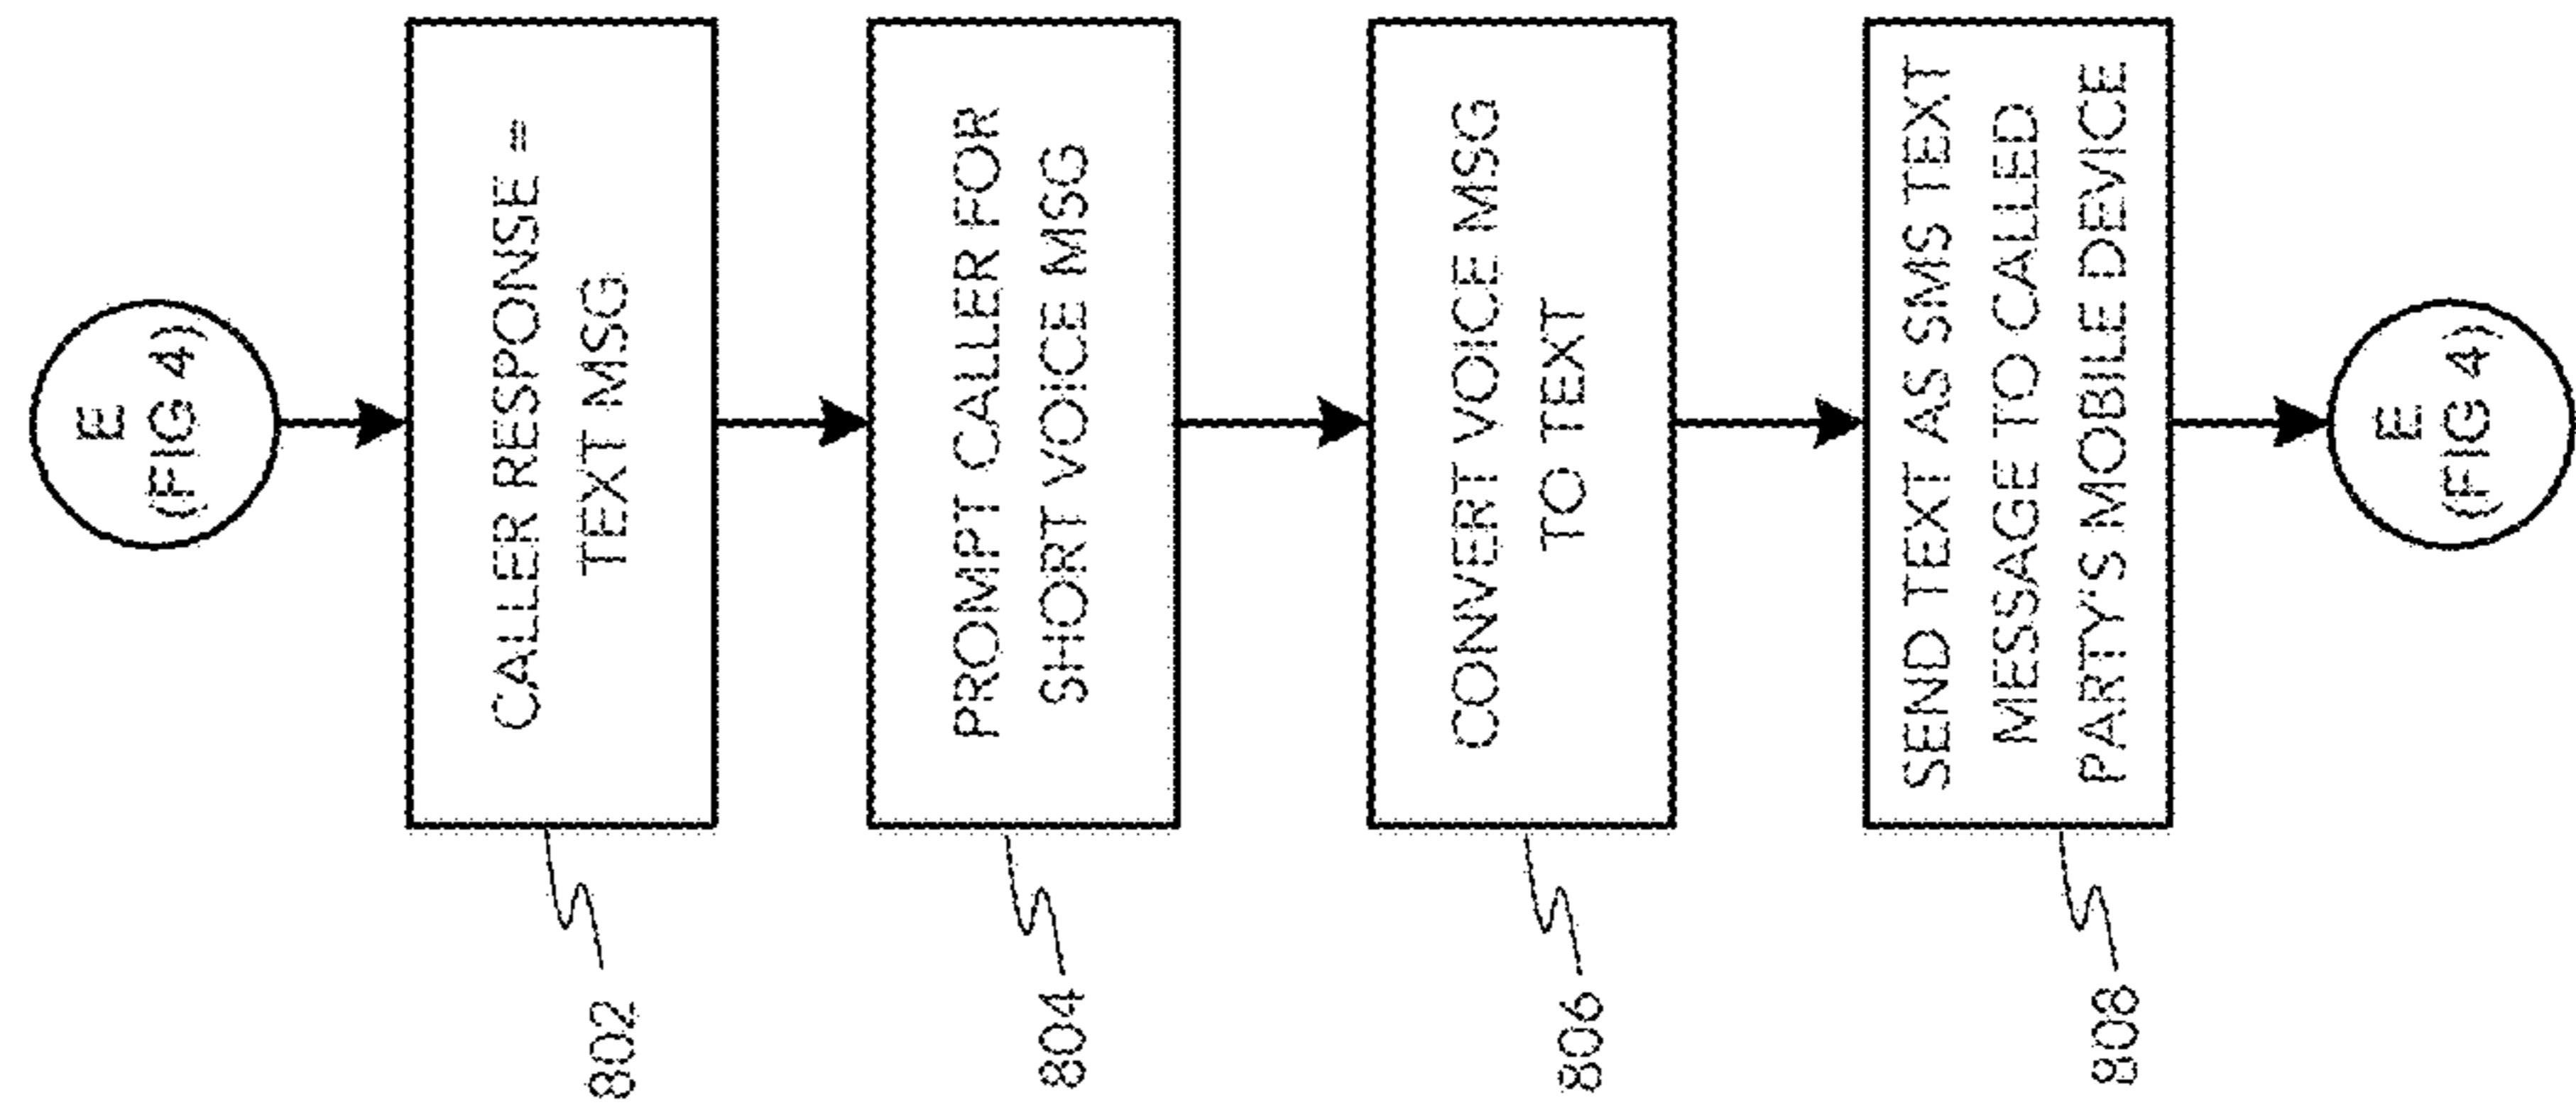 E
(FIG 4)
CALLER RESPONSE =
TEXT MSG
802
PROMPT CALLER FOR
SHORT VOICE MSG
804
CONVERT VOICE MSG
TO TEXT
806
SEND TEXT AS SMS TEXT
MESSAGE TO CALLED
PARTY'S MOBILE DEVICE
808
E
(FIG 4)